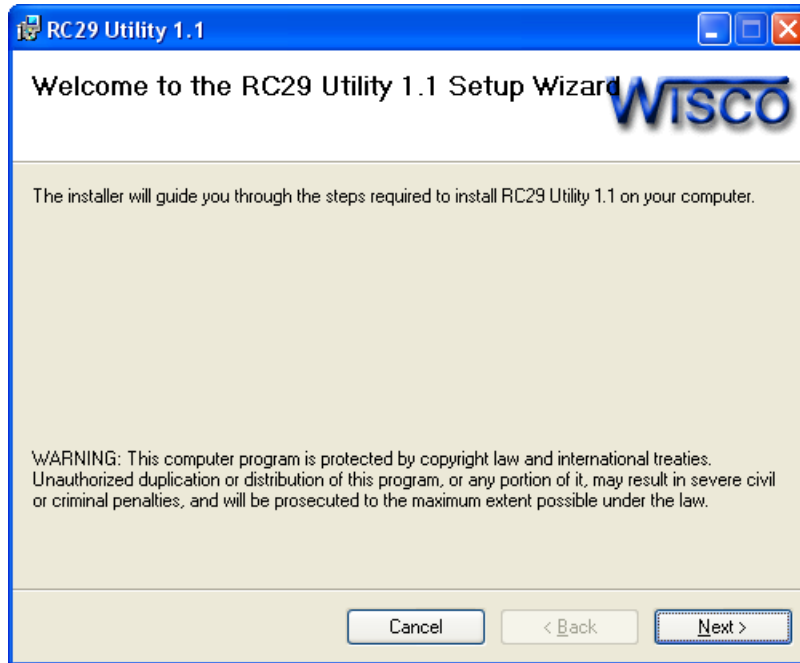 RC29 Utility 1.1
Welcome to the RC29 Utility 1.1 Setup Wizard
WISCO
The installer will guide you through the steps required to install RC29 Utility 1.1 on your computer.
WARNING: This computer program is protected by copyright law and international treaties.
Unauthorized duplication or distribution of this program, or any portion of it, may result in severe civil
or criminal penalties, and will be prosecuted to the maximum extent possible under the law.
Cancel
< Back
Next >